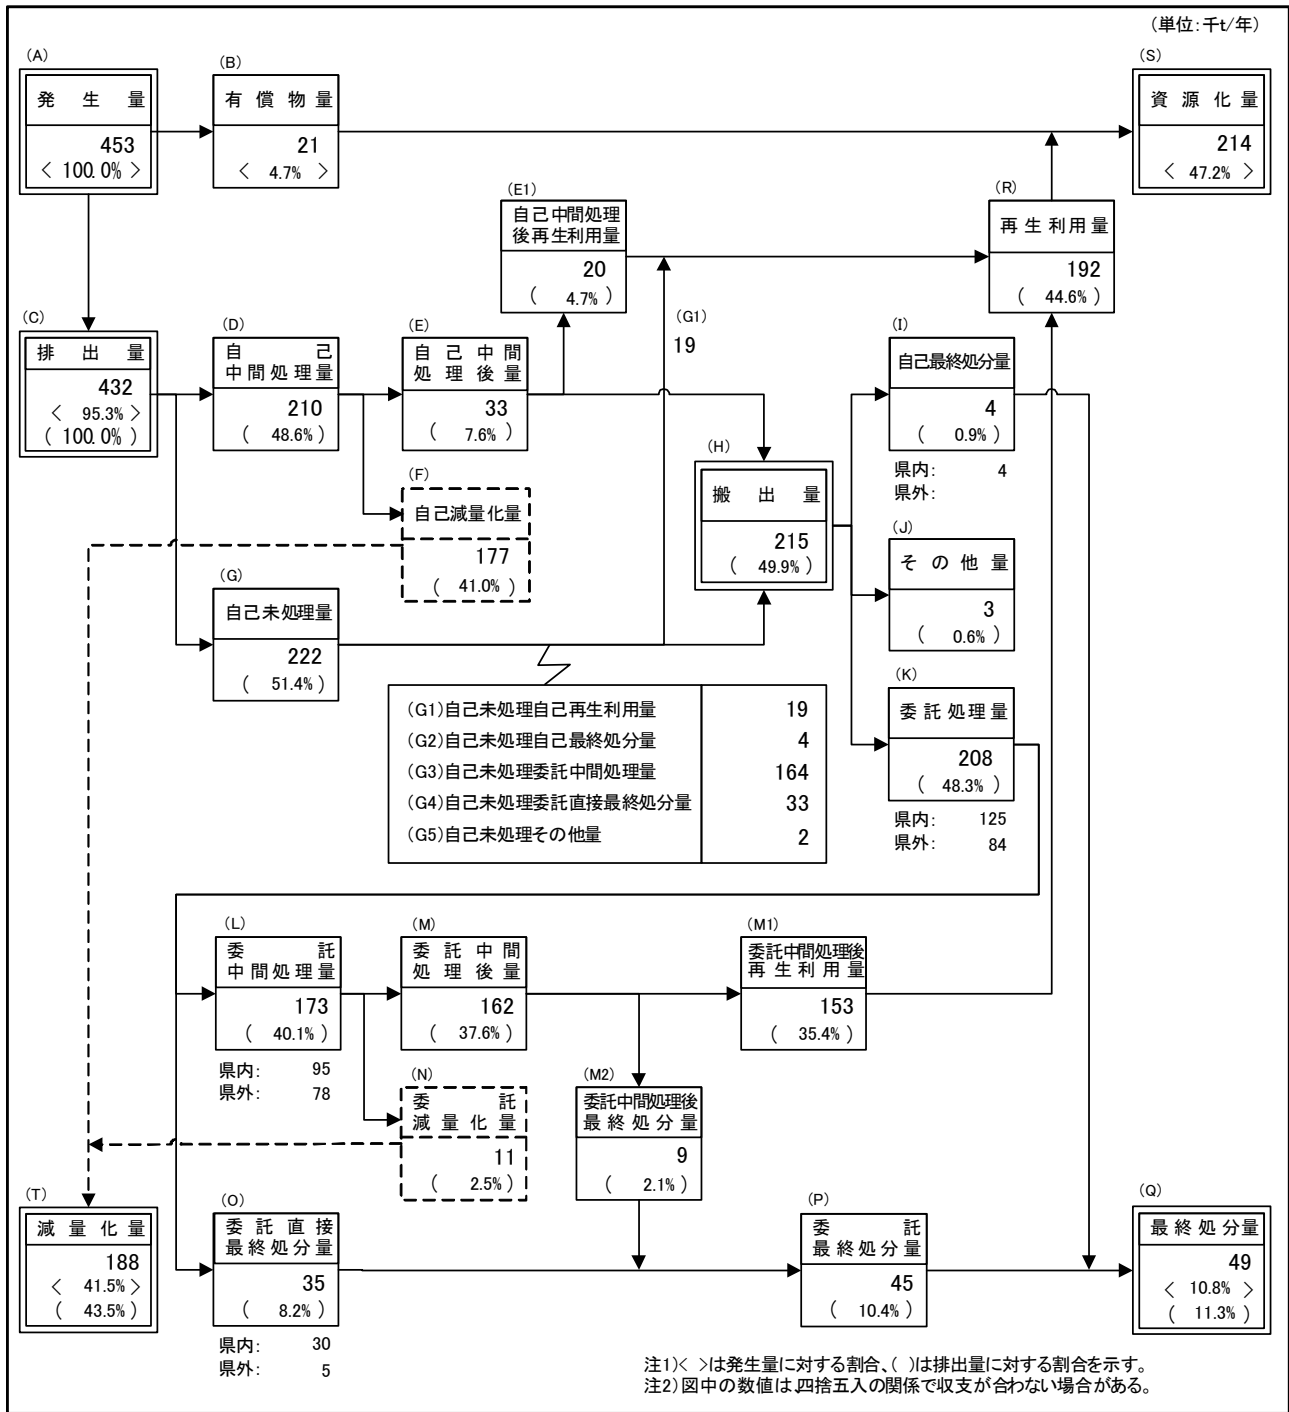 (単位:千t/年)
(A)
発生量
453
< 100.0% >
(B)
有償物量
21
< 4.7% >
(S)
資源化量
214
< 47.2% >
(E1)
自己中間処理
後再生利用量
20
( 4.7% )
(R)
再生利用量
192
( 44.6% )
(C)
排出量
432
< 95.3% >
( 100.0% )
(D)
自己
中間処理量
210
( 48.6% )
(E)
自己中間
処理後量
33
( 7.6% )
(G1)
19
(I)
自己最終処分量
4
( 0.9% )
県内: 4
県外:
(F)
自己減量化量
177
( 41.0% )
(H)
搬出量
215
( 49.9% )
(J)
その他量
3
( 0.6% )
(G)
自己未処理量
222
( 51.4% )
(G1)自己未処理自己再生利用量 19
(G2)自己未処理自己最終処分量 4
(G3)自己未処理委託中間処理量 164
(G4)自己未処理委託直接最終処分量 33
(G5)自己未処理その他量 2
(K)
委託処理量
208
( 48.3% )
県内: 125
県外: 84
(L)
委託
中間処理量
173
( 40.1% )
県内: 95
県外: 78
(M)
委託中間
処理後量
162
( 37.6% )
(M1)
委託中間処理後
再生利用量
153
( 35.4% )
(N)
委託
減量化量
11
( 2.5% )
(M2)
委託中間処理後
最終処分量
9
( 2.1% )
(T)
減量化量
188
< 41.5% >
( 43.5% )
(O)
委託直接
最終処分量
35
( 8.2% )
県内: 30
県外: 5
(P)
委託
最終処分量
45
( 10.4% )
(Q)
最終処分量
49
< 10.8% >
( 11.3% )
注1)< >は発生量に対する割合、( )は排出量に対する割合を示す。
注2)図中の数値は、四捨五入の関係で収支が合わない場合がある。